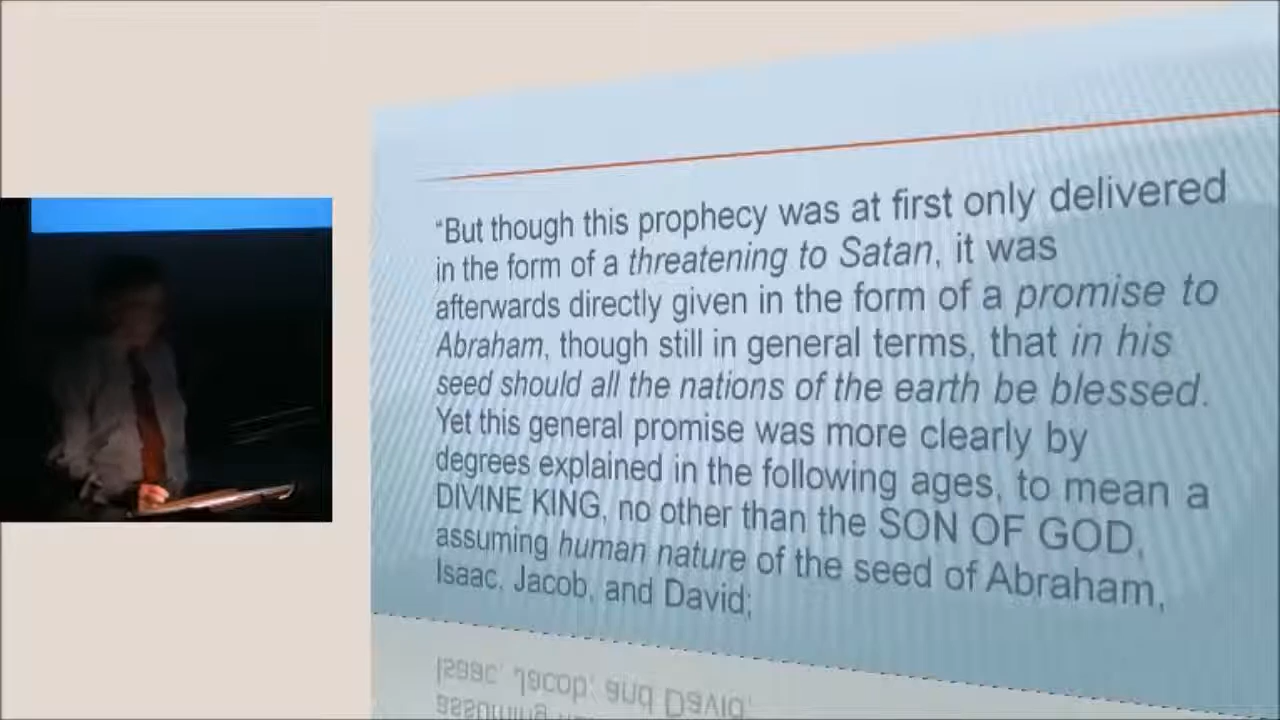 “But though this prophecy was at first only delivered
in the form of a threatening to Satan, it was
afterwards directly given in the form of a promise to
Abraham, though still in general terms, that in his
seed should all the nations of the earth be blessed.
Yet this general promise was more clearly by
degrees explained in the following ages, to mean a
DIVINE KING, no other than the SON OF GOD,
assuming human nature of the seed of Abraham,
Isaac, Jacob, and David;